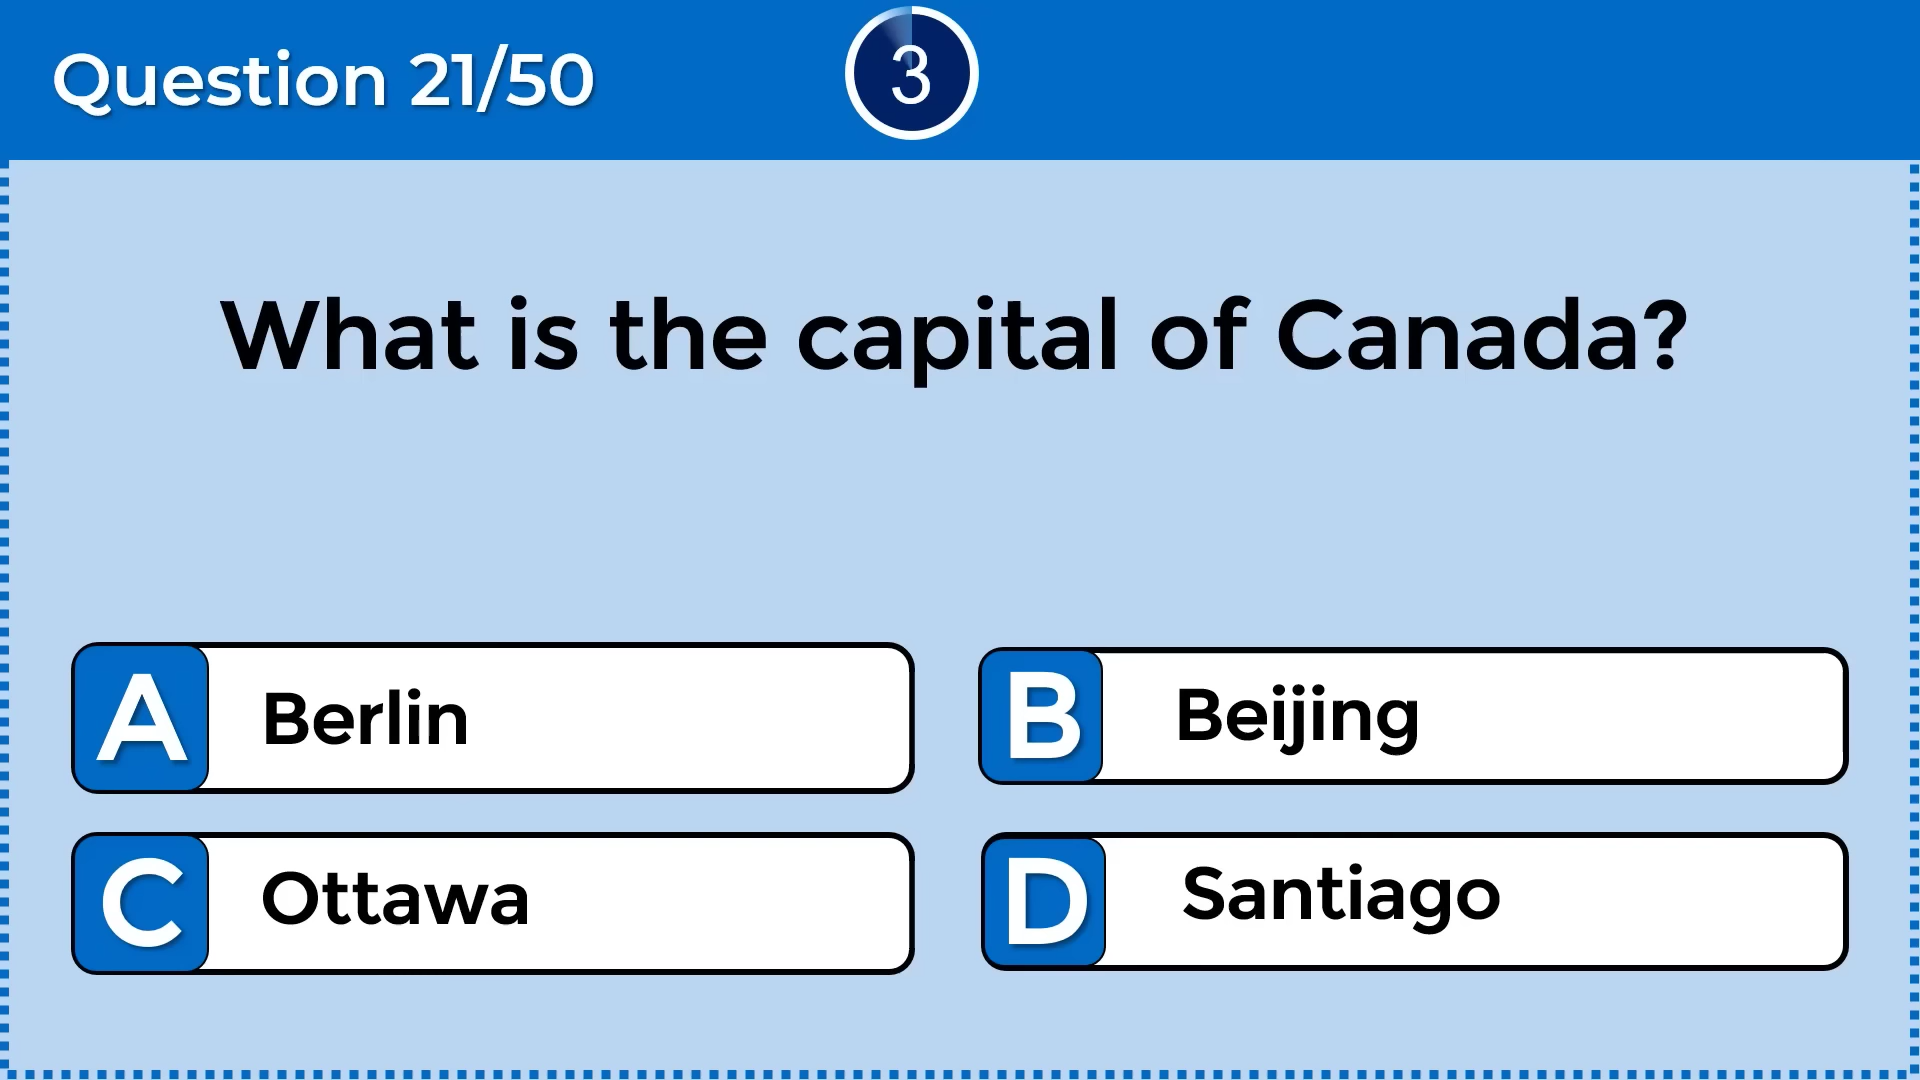 Question 21/50
3
What is the capital of Canada?
A Berlin
B Beijing
C Ottawa
D Santiago